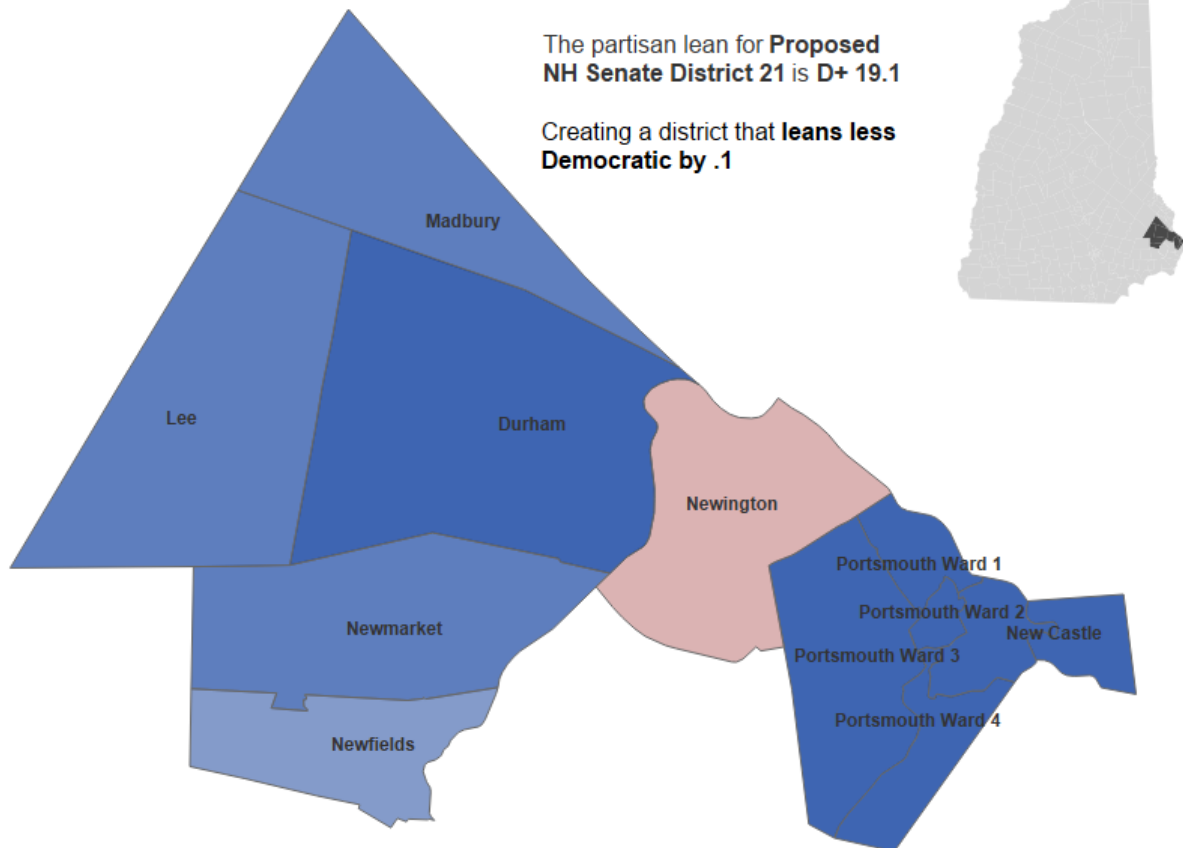 The partisan lean for Proposed
NH Senate District 21 is D+ 19.1
Creating a district that leans less
Democratic by .1
Madbury
Lee
Durham
Newington
Portsmouth Ward 1
Portsmouth Ward 2
New Castle
Newmarket
Portsmouth Ward 3
Portsmouth Ward 4
Newfields